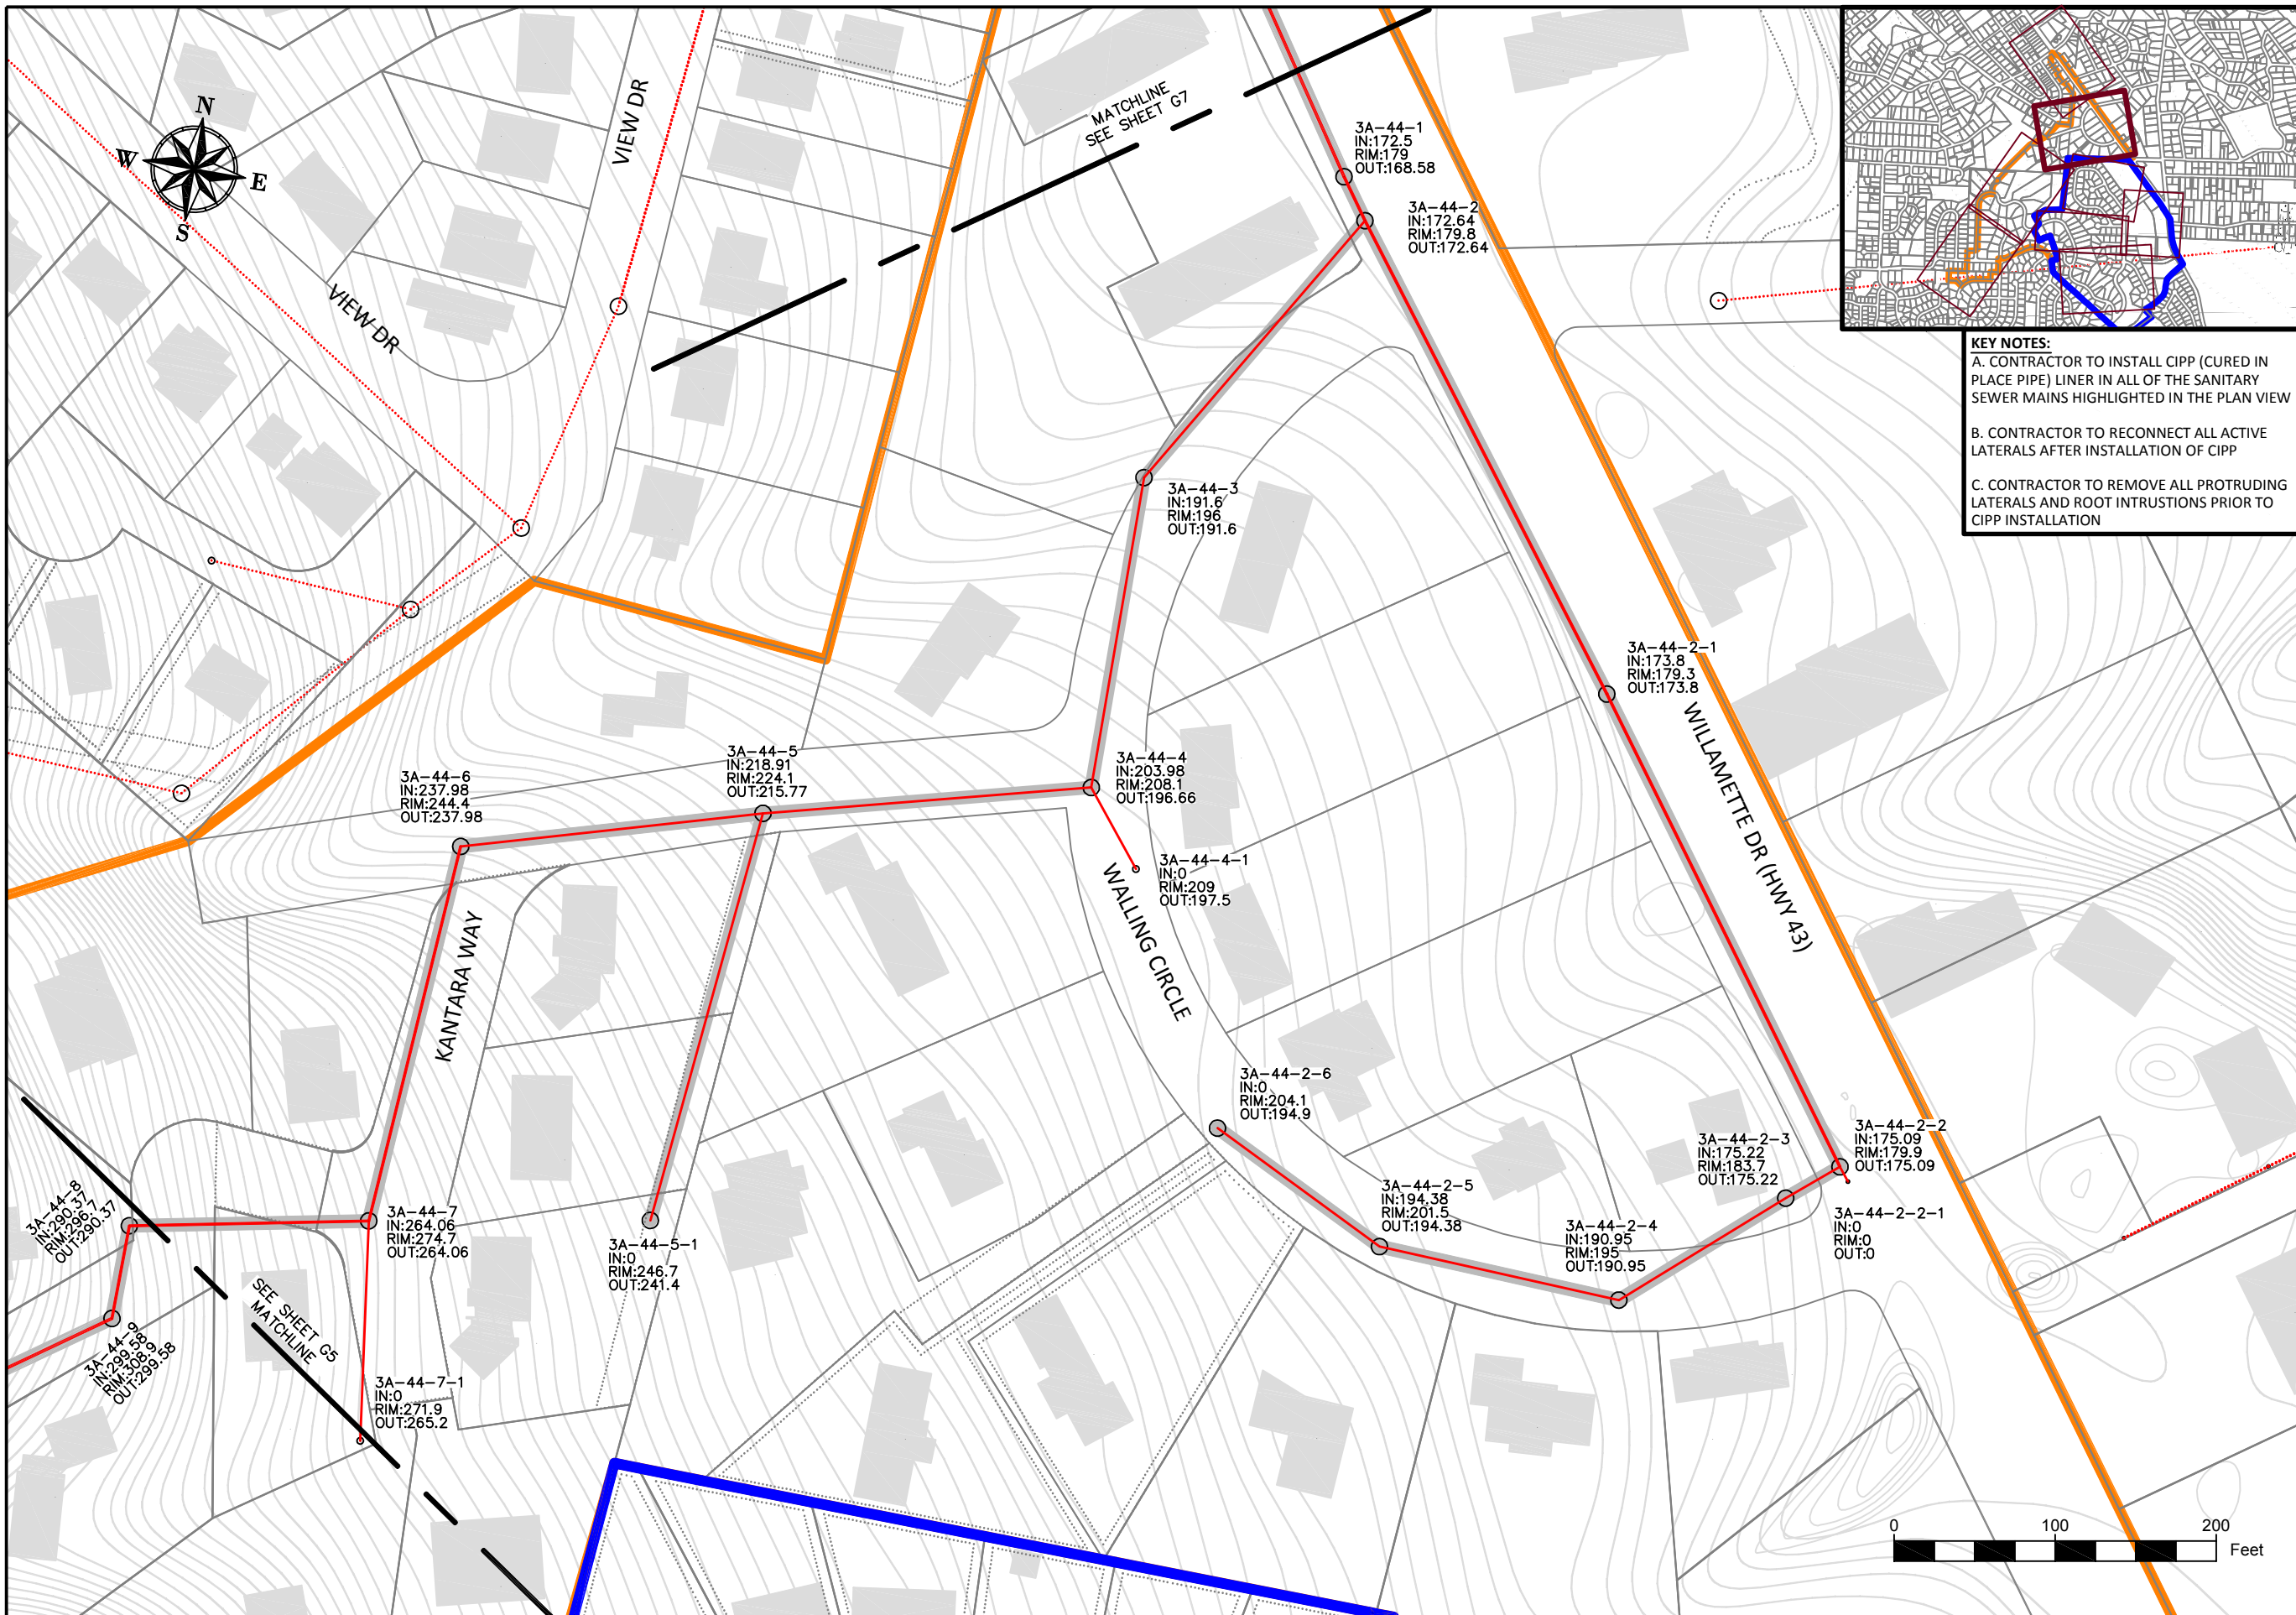 N
W
E
S
VIEW DR
VIEW DR
MATCHLINE
SEE SHEET G7
3A-44-1
IN:172.5
RIM:179
OUT:168.58
3A-44-2
IN:172.64
RIM:179.8
OUT:172.64
KEY NOTES:
A. CONTRACTOR TO INSTALL CIPP (CURED IN
PLACE PIPE) LINER IN ALL OF THE SANITARY
SEWER MAINS HIGHLIGHTED IN THE PLAN VIEW
B. CONTRACTOR TO RECONNECT ALL ACTIVE
LATERALS AFTER INSTALLATION OF CIPP
C. CONTRACTOR TO REMOVE ALL PROTRUDING
LATERALS AND ROOT INTRUSTIONS PRIOR TO
CIPP INSTALLATION
3A-44-3
IN:191.6
RIM:196
OUT:191.6
3A-44-2-1
IN:173.8
RIM:179.3
OUT:173.8
WILLAMETTE DR (HWY 43)
3A-44-6
IN:237.98
RIM:244.4
OUT:237.98
3A-44-5
IN:218.91
RIM:224.1
OUT:215.77
3A-44-4
IN:203.98
RIM:208.1
OUT:196.66
3A-44-4-1
IN:0
RIM:209
OUT:197.5
WALLING CIRCLE
KANTARA WAY
3A-44-2-6
IN:0
RIM:204.1
OUT:194.9
3A-44-2-3
IN:175.22
RIM:183.7
OUT:175.22
3A-44-2-2
IN:175.09
RIM:179.9
OUT:175.09
3A-44-8
IN:290.37
RIM:296.7
OUT:290.37
3A-44-7
IN:264.06
RIM:274.7
OUT:264.06
3A-44-5-1
IN:0
RIM:246.7
OUT:241.4
3A-44-2-5
IN:194.38
RIM:201.5
OUT:194.38
3A-44-2-4
IN:190.95
RIM:195
OUT:190.95
3A-44-2-2-1
IN:0
RIM:0
OUT:0
SEE SHEET G5
MATCHLINE
3A-44-9
IN:299.58
RIM:308.9
OUT:299.58
3A-44-7-1
IN:0
RIM:271.9
OUT:265.2
0 100 200
Feet